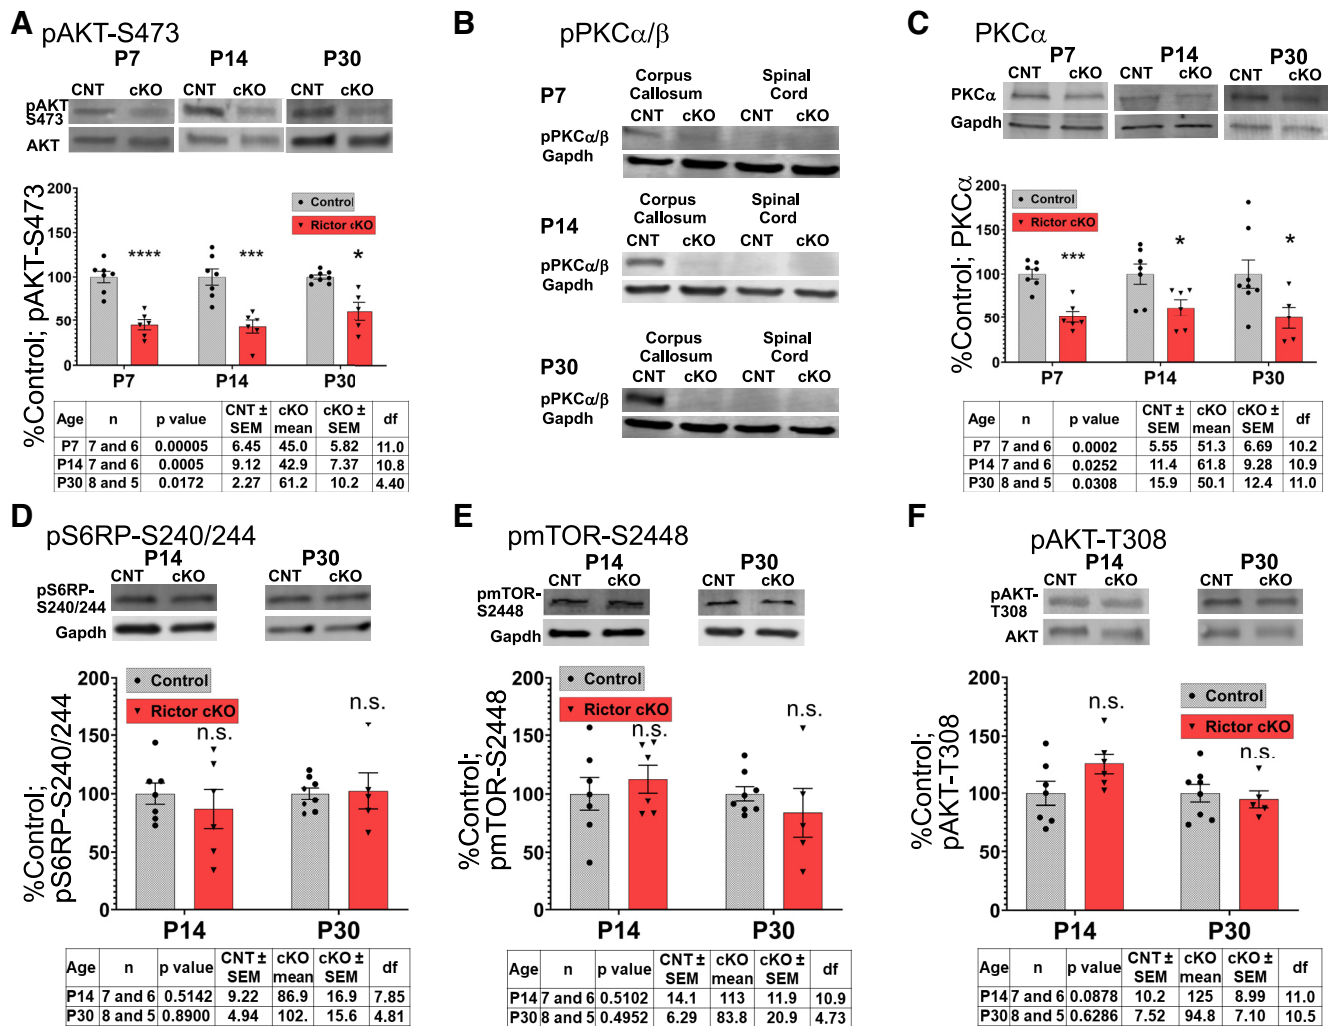 A pAKT-S473
P7 P14 P30
CNT cKO CNT cKO CNT cKO
pAKT
S473
AKT
%Control; pAKT-S473
200
150
100
50
0
Control
Rictor cKO
**** *** *
P7 P14 P30
Age n p value CNT ± SEM cKO mean cKO ± SEM df
P7 7 and 6 0.00005 6.45 45.0 5.82 11.0
P14 7 and 6 0.0005 9.12 42.9 7.37 10.8
P30 8 and 5 0.0172 2.27 61.2 10.2 4.40
B pPKCα/β
P7
Corpus Callosum Spinal Cord
CNT cKO CNT cKO
pPKCα/β
Gapdh
P14
Corpus Callosum Spinal Cord
CNT cKO CNT cKO
pPKCα/β
Gapdh
P30
Corpus Callosum Spinal Cord
CNT cKO CNT cKO
pPKCα/β
Gapdh
C PKCα
P7 P14 P30
CNT cKO CNT cKO CNT cKO
PKCα
Gapdh
%Control; PKCα
200
150
100
50
0
Control
Rictor cKO
*** * *
P7 P14 P30
Age n p value CNT ± SEM cKO mean cKO ± SEM df
P7 7 and 6 0.0002 5.55 51.3 6.69 10.2
P14 7 and 6 0.0252 11.4 61.8 9.28 10.9
P30 8 and 5 0.0308 15.9 50.1 12.4 11.0
D pS6RP-S240/244
P14 P30
CNT cKO CNT cKO
pS6RP-
S240/244
Gapdh
%Control;
pS6RP-S240/244
200
150
100
50
0
Control
Rictor cKO
n.s. n.s.
P14 P30
Age n p value CNT ± SEM cKO mean cKO ± SEM df
P14 7 and 6 0.5142 9.22 86.9 16.9 7.85
P30 8 and 5 0.8900 4.94 102. 15.6 4.81
E pmTOR-S2448
P14 P30
CNT cKO CNT cKO
pmTOR-
S2448
Gapdh
%Control;
pmTOR-S2448
200
150
100
50
0
Control
Rictor cKO
n.s. n.s.
P14 P30
Age n p value CNT ± SEM cKO mean cKO ± SEM df
P14 7 and 6 0.5102 14.1 113 11.9 10.9
P30 8 and 5 0.4952 6.29 83.8 20.9 4.73
F pAKT-T308
P14 P30
CNT cKO CNT cKO
pAKT-
T308
AKT
%Control;
pAKT-T308
200
150
100
50
0
Control
Rictor cKO
n.s. n.s.
P14 P30
Age n p value CNT ± SEM cKO mean cKO ± SEM df
P14 7 and 6 0.0878 10.2 125 8.99 11.0
P30 8 and 5 0.6286 7.52 94.8 7.10 10.5